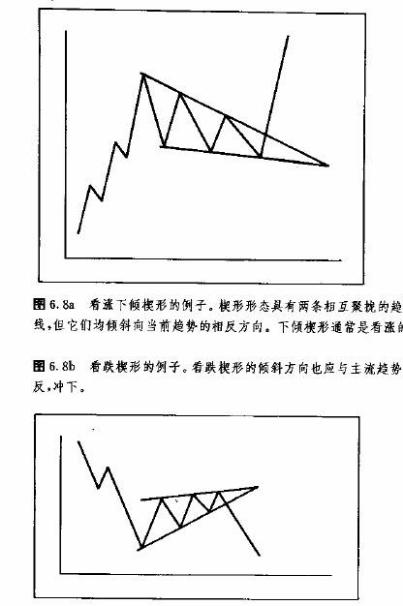 图 6.8a 看涨下倾楔形的例子。楔形形态具有两条相互聚拢的趋
线,但它们均倾斜向当前趋势的相反方向。下倾楔形通常是看涨的
图 6.8b 看跌楔形的例子。看跌楔形的倾斜方向也应与主流趋势
反,冲下。